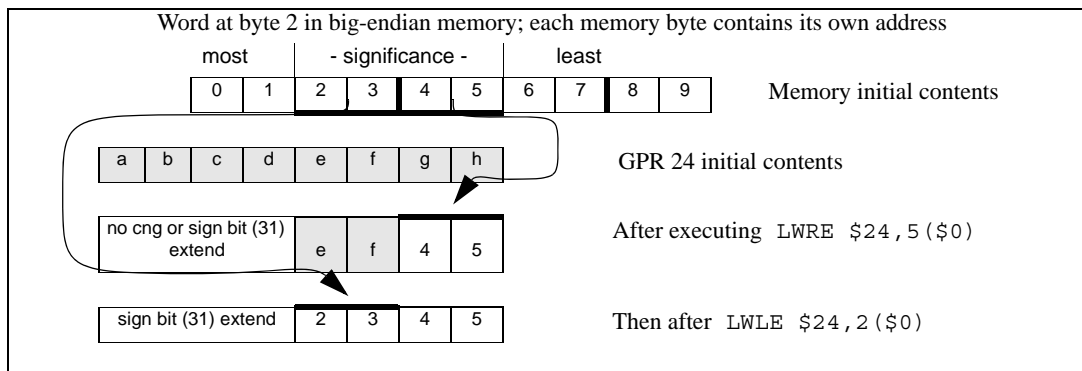 Word at byte 2 in big-endian memory; each memory byte contains its own address
most - significance - least
0 1 2 3 4 5 6 7 8 9 Memory initial contents
a b c d e f g h GPR 24 initial contents
no cng or sign bit (31) extend e f 4 5 After executing LWRE $24,5($0)
sign bit (31) extend 2 3 4 5 Then after LWLE $24,2($0)